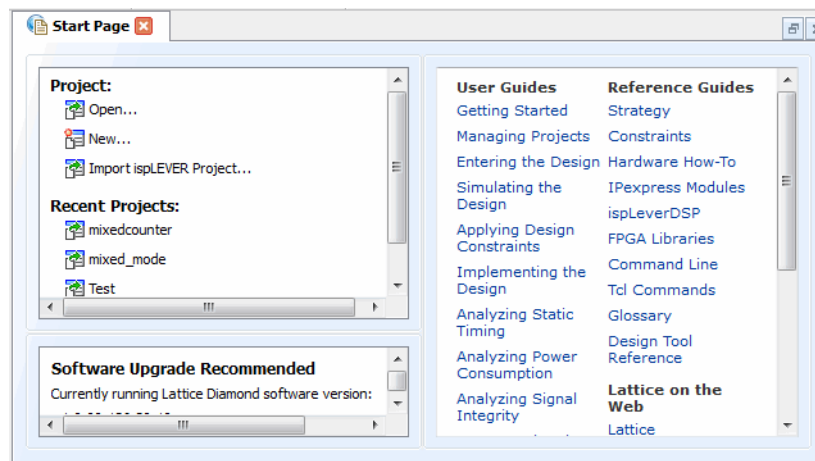 Start Page
Project:
Open...
New...
Import ispLEVER Project...
Recent Projects:
mixedcounter
mixed_mode
Test
Software Upgrade Recommended
Currently running Lattice Diamond software version:
User Guides
Getting Started
Managing Projects
Entering the Design
Simulating the
Design
Applying Design
Constraints
Implementing the
Design
Analyzing Static
Timing
Analyzing Power
Consumption
Analyzing Signal
Integrity
Reference Guides
Strategy
Constraints
Hardware How-To
IPexpress Modules
ispLeverDSP
FPGA Libraries
Command Line
Tcl Commands
Glossary
Design Tool
Reference
Lattice on the
Web
Lattice